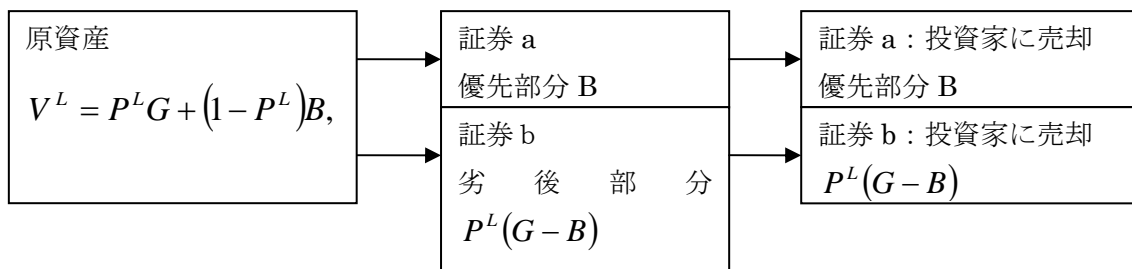 原資産
V^L = P^L G + (1 − P^L)B,
証券 a
優先部分 B
証券 b
劣後部分
P^L(G − B)
証券 a：投資家に売却
優先部分 B
証券 b：投資家に売却
P^L(G − B)